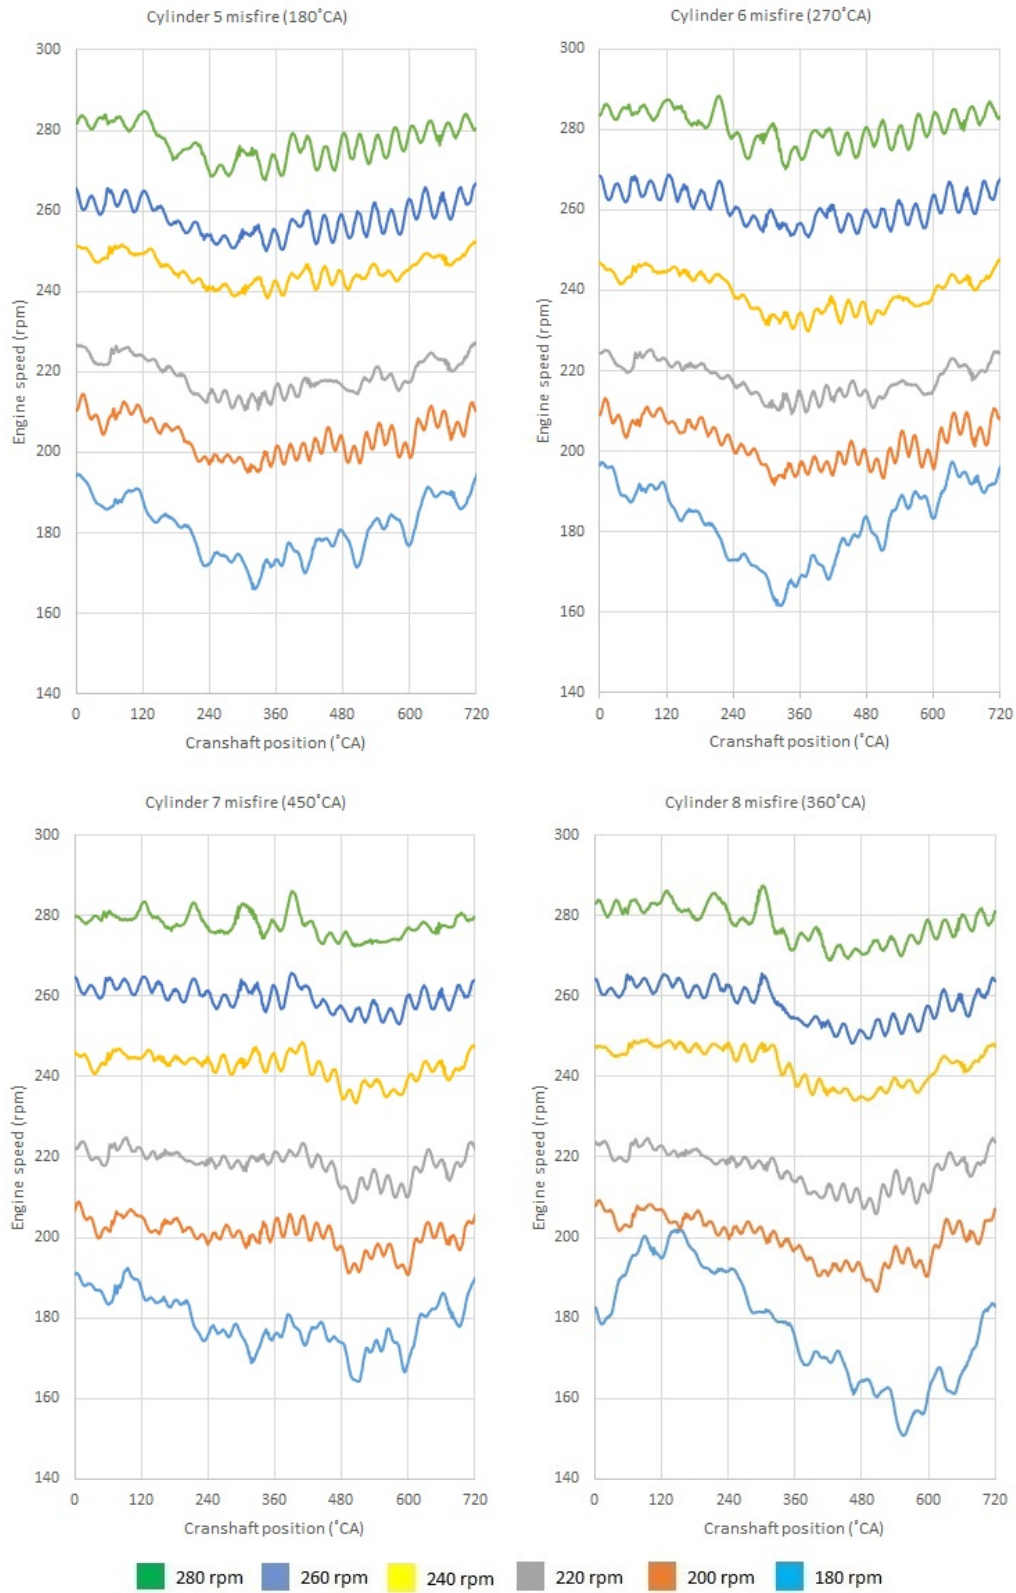 Cylinder 5 misfire (180˚CA)
300
280
260
240
220
200
180
160
140
Engine speed (rpm)
0 120 240 360 480 600 720
Cranshaft position (˚CA)
Cylinder 6 misfire (270˚CA)
300
280
260
240
220
200
180
160
140
Engine speed (rpm)
0 120 240 360 480 600 720
Cranshaft position (˚CA)
Cylinder 7 misfire (450˚CA)
300
280
260
240
220
200
180
160
140
Engine speed (rpm)
0 120 240 360 480 600 720
Cranshaft position (˚CA)
Cylinder 8 misfire (360˚CA)
300
280
260
240
220
200
180
160
140
Engine speed (rpm)
0 120 240 360 480 600 720
Cranshaft position (˚CA)
280 rpm 260 rpm 240 rpm 220 rpm 200 rpm 180 rpm